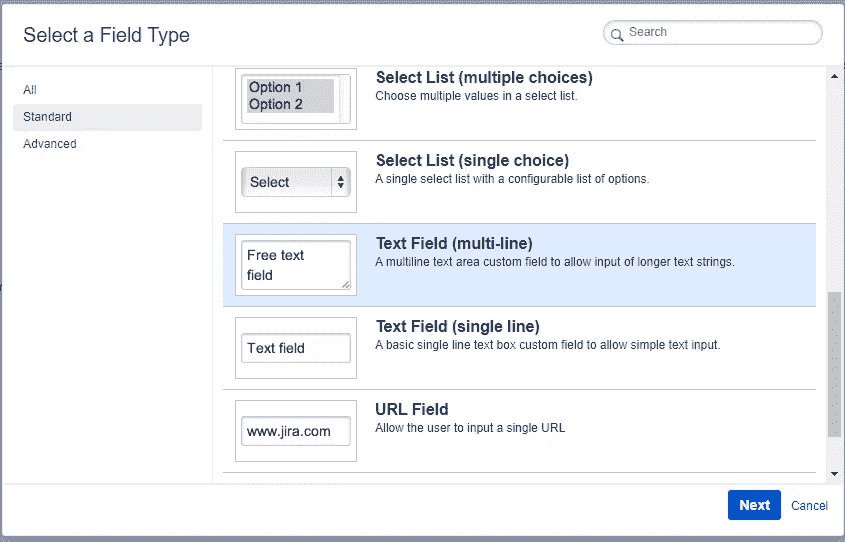 Select a Field Type
Search
All
Standard
Advanced
Option 1
Option 2
Select List (multiple choices)
Choose multiple values in a select list.
Select
Select List (single choice)
A single select list with a configurable list of options.
Free text
field
Text Field (multi-line)
A multiline text area custom field to allow input of longer text strings.
Text field
Text Field (single line)
A basic single line text box custom field to allow simple text input.
www.jira.com
URL Field
Allow the user to input a single URL
Next
Cancel